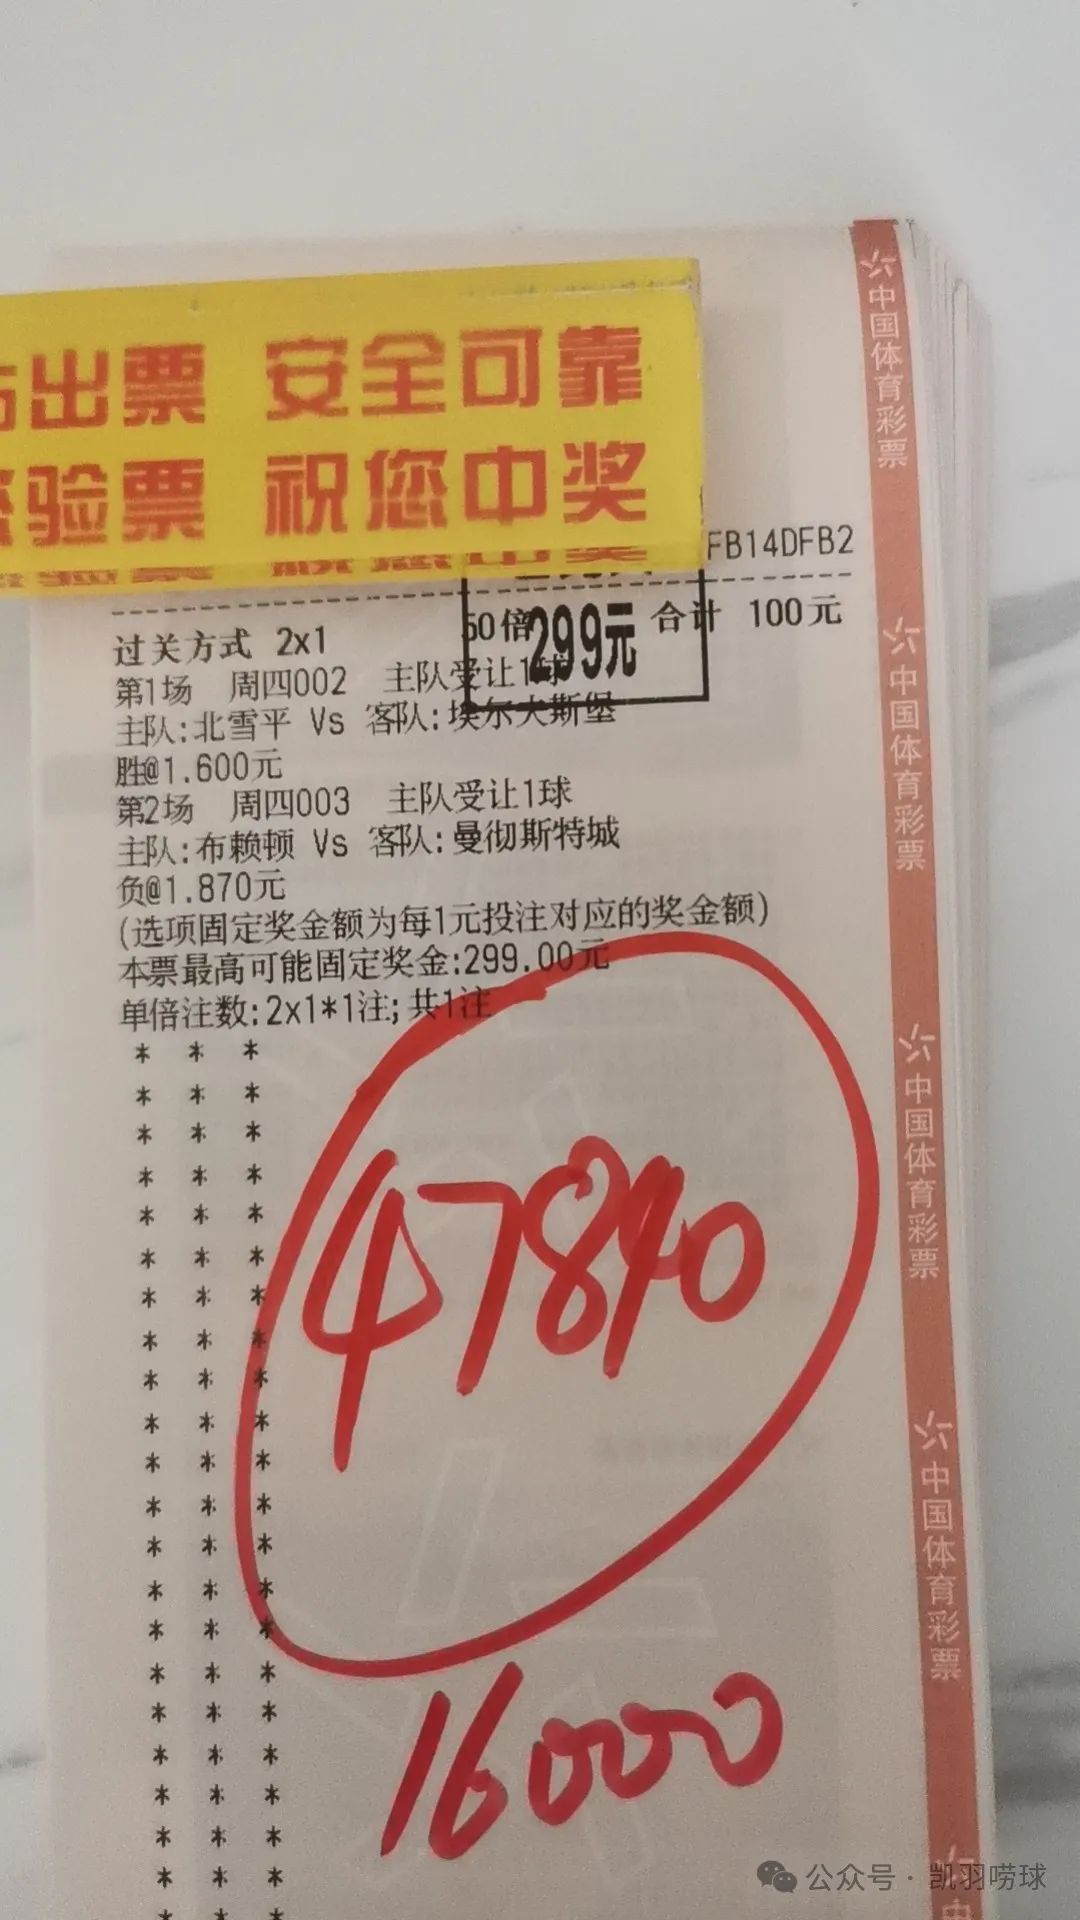 出票 安全可靠
验票 祝您中奖
FB14DFB2
过关方式 2x1 50倍 合计 100元
299元
第1场 周四002 主队受让1球
主队:北雪平 Vs 客队:埃尔夫斯堡
胜@1.600元
第2场 周四003 主队受让1球
主队:布赖顿 Vs 客队:曼彻斯特城
负@1.870元
(选项固定奖金额为每1元投注对应的奖金额)
本票最高可能固定奖金:299.00元
单倍注数:2x1*1注;共1注
47840
16000
中国体育彩票
中国体育彩票
中国体育彩票
中国体育彩票
中
公众号·凯羽唠球